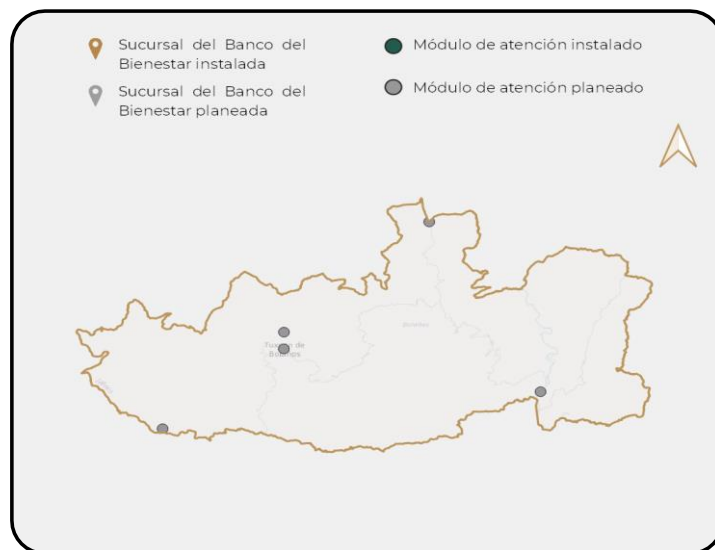 Sucursal del Banco del
Bienestar instalada
Sucursal del Banco del
Bienestar planeada
Módulo de atención instalado
Módulo de atención planeado
de